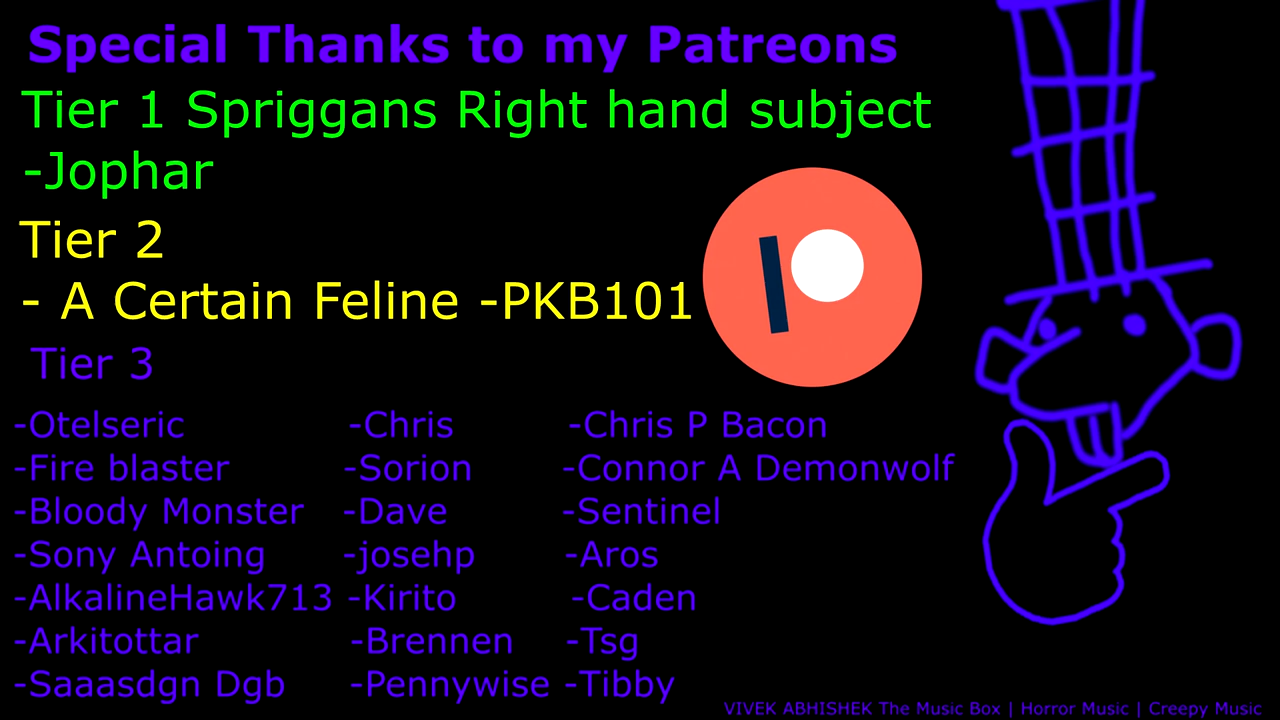 Special Thanks to my Patreons
Tier 1 Spriggans Right hand subject
-Jophar
Tier 2
- A Certain Feline -PKB101
Tier 3
-Otelseric -Chris -Chris P Bacon
-Fire blaster -Sorion -Connor A Demonwolf
-Bloody Monster -Dave -Sentinel
-Sony Antoing -josehp -Aros
-AlkalineHawk713 -Kirito -Caden
-Arkitottar -Brennen -Tsg
-Saaasdgn Dgb -Pennywise -Tibby
VIVEK ABHISHEK The Music Box | Horror Music | Creepy Music